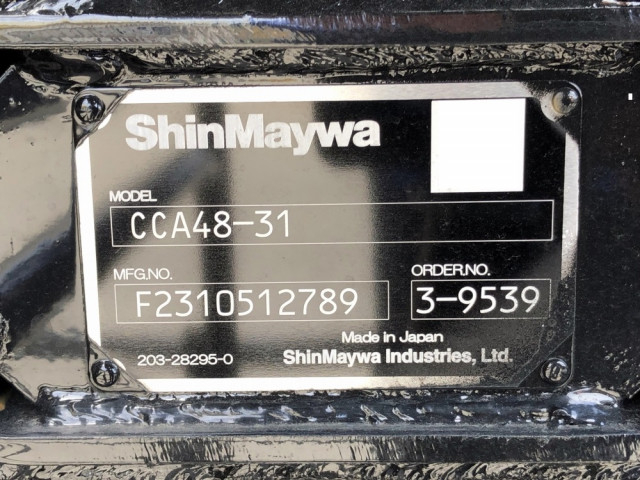 ShinMaywa
MODEL
CCA48-31
MFG.NO. ORDER.NO.
F2310512789 3-9539
Made in Japan
203-28295-0 ShinMaywa Industries, Ltd.